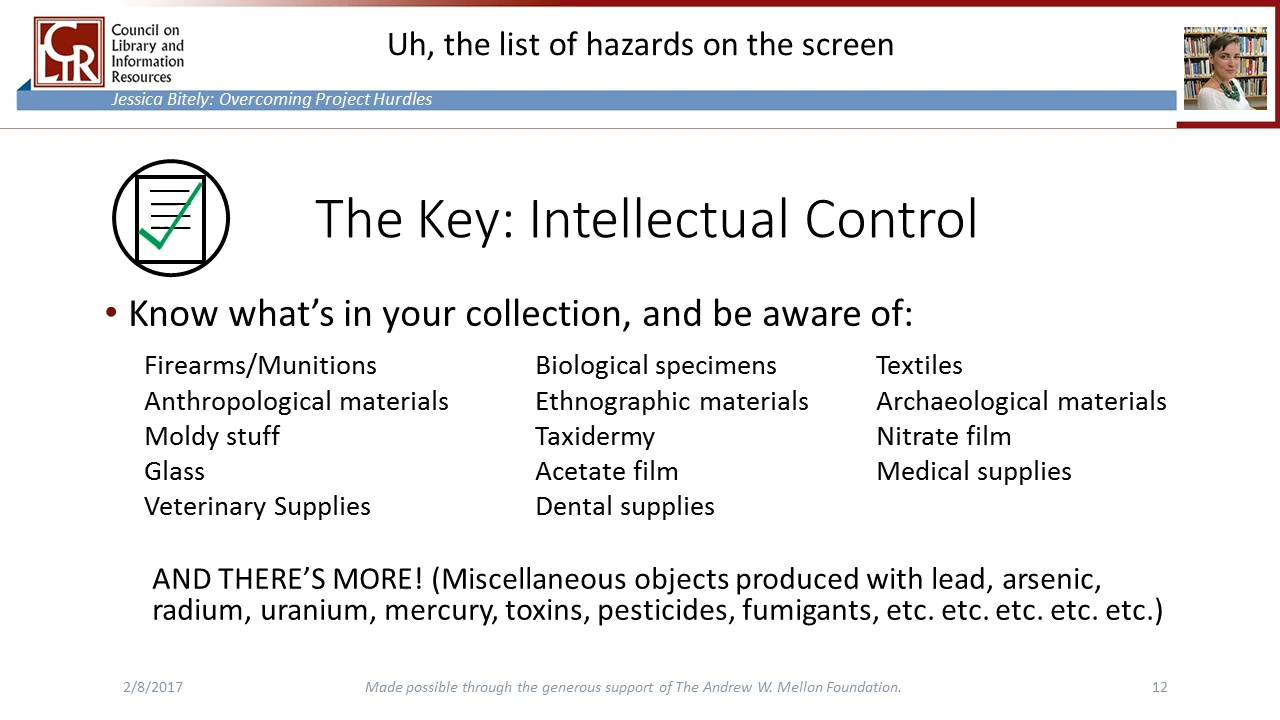 CLIR
Council on
Library and
Information
Resources
Uh, the list of hazards on the screen
Jessica Bitely: Overcoming Project Hurdles
The Key: Intellectual Control
• Know what’s in your collection, and be aware of:
Firearms/Munitions Biological specimens Textiles
Anthropological materials Ethnographic materials Archaeological materials
Moldy stuff Taxidermy Nitrate film
Glass Acetate film Medical supplies
Veterinary Supplies Dental supplies
AND THERE’S MORE! (Miscellaneous objects produced with lead, arsenic,
radium, uranium, mercury, toxins, pesticides, fumigants, etc. etc. etc. etc. etc.)
2/8/2017 Made possible through the generous support of The Andrew W. Mellon Foundation. 12